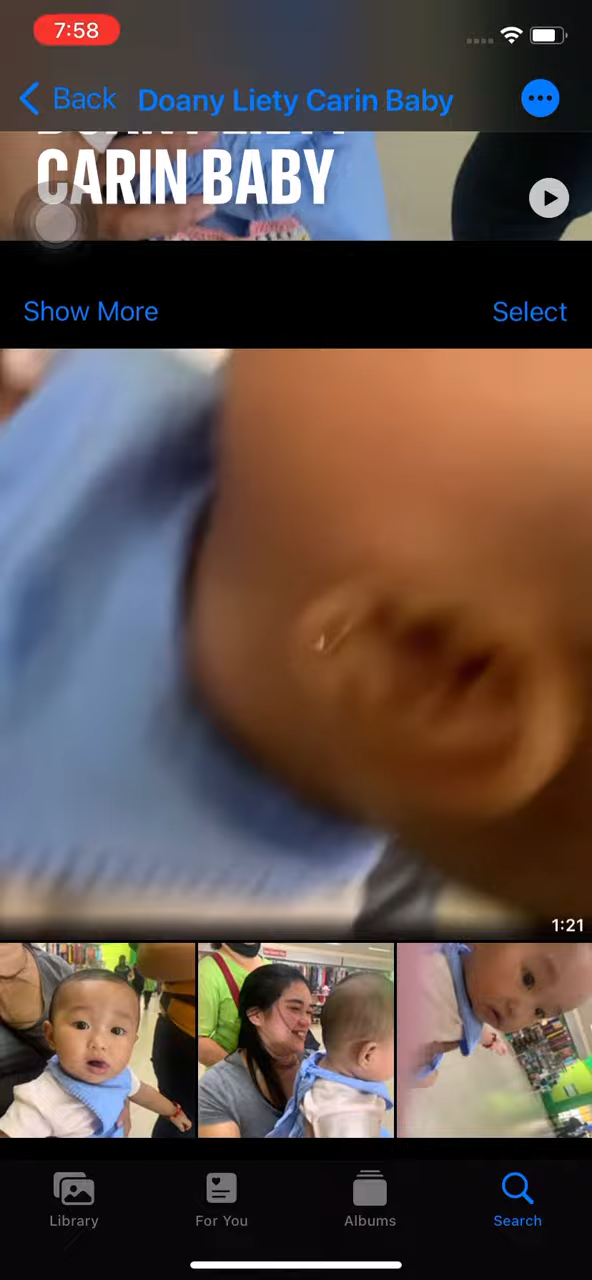 7:58
Back Doany Liety Carin Baby
CARIN BABY
Show More Select
1:21
Library For You Albums Search